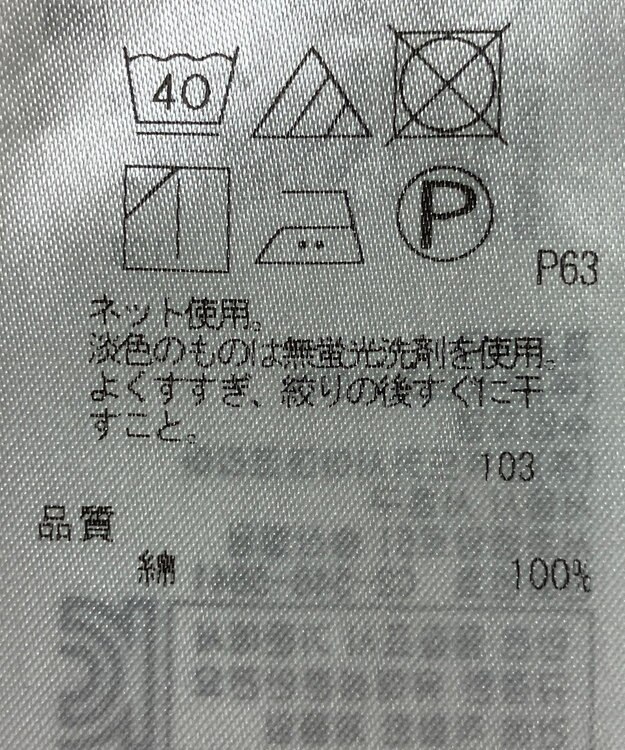 40
P
P63
ネット使用。
淡色のものは無蛍光洗剤を使用。
よくすすぎ、絞りの後すぐに干
すこと。
103
品質
綿 100%